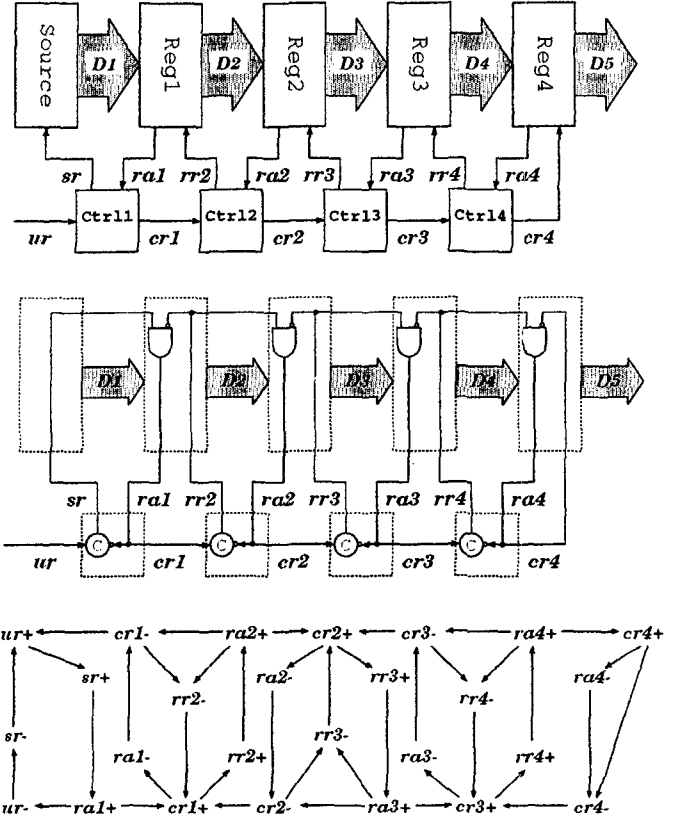 Source D1 Reg1 D2 Reg2 D3 Reg3 D4 Reg4 D5
sr ra1 rr2 ra2 rr3 ra3 rr4 ra4
Ctrl1 Ctrl2 Ctrl3 Ctrl4
ur cr1 cr2 cr3 cr4
D1 D2 D3 D4 D5
sr ra1 rr2 ra2 rr3 ra3 rr4 ra4
C C C C
ur cr1 cr2 cr3 cr4
ur+ cr1- ra2+ cr2+ cr3- ra4+ cr4+
sr+ ra2- rr3+ ra4-
rr2- rr4-
sr- rr3-
ra1- rr2+ ra3- rr4+
ur- ra1+ cr1+ cr2- ra3+ cr3+ cr4-